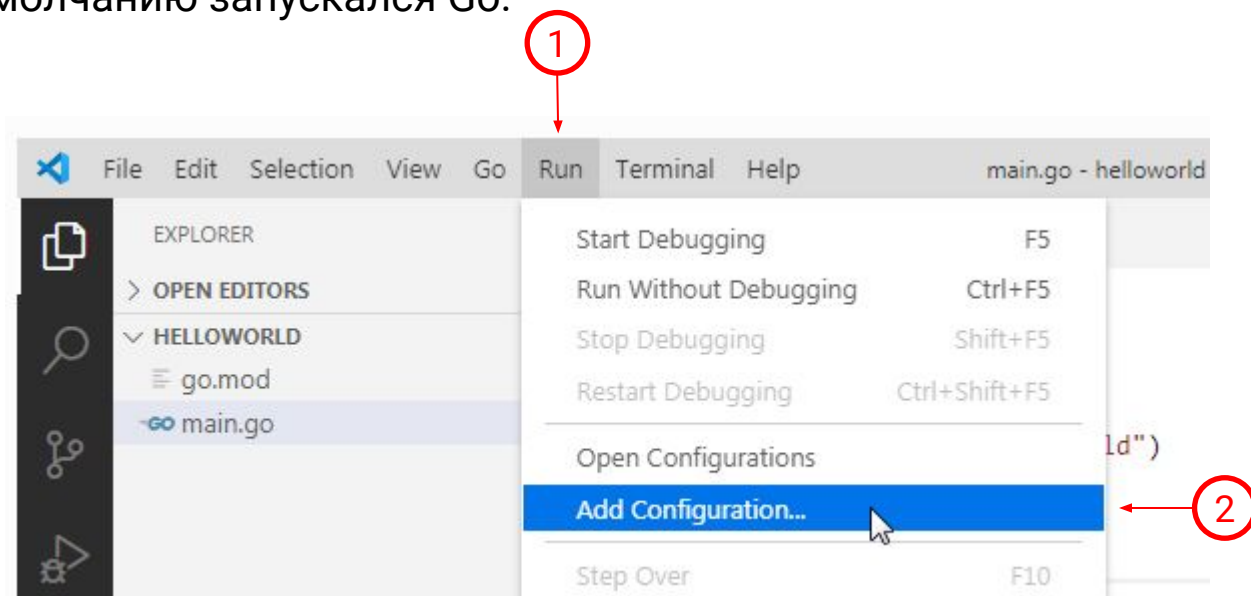 молчанию запускался Go.
1
File Edit Selection View Go Run Terminal Help main.go - helloworld
EXPLORER
OPEN EDITORS
HELLOWORLD
go.mod
GO main.go
Start Debugging F5
Run Without Debugging Ctrl+F5
Stop Debugging Shift+F5
Restart Debugging Ctrl+Shift+F5
Open Configurations
ld")
Add Configuration...
2
Step Over F10